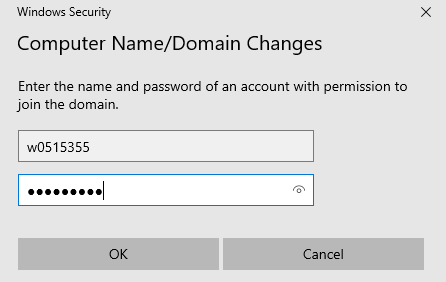 Windows Security
Computer Name/Domain Changes
Enter the name and password of an account with permission to
join the domain.
w0515355
●●●●●●●●●
OK
Cancel